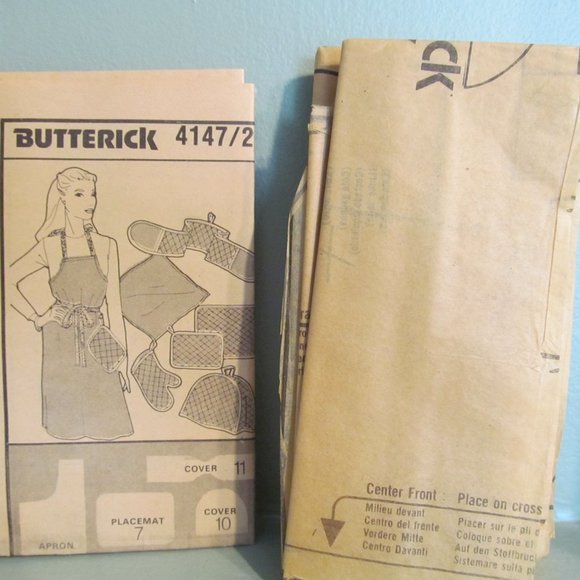 BUTTERICK 4147/2
COVER 11
PLACEMAT
7
COVER
10
APRON
ck
Center Front : Place on cross
Milieu devant
Centro del frente
Vordere Mitte
Centro Davanti
Placer sur le pli d
Coloque sobre el
Auf den Stoffbruc
Sistemare sulla p